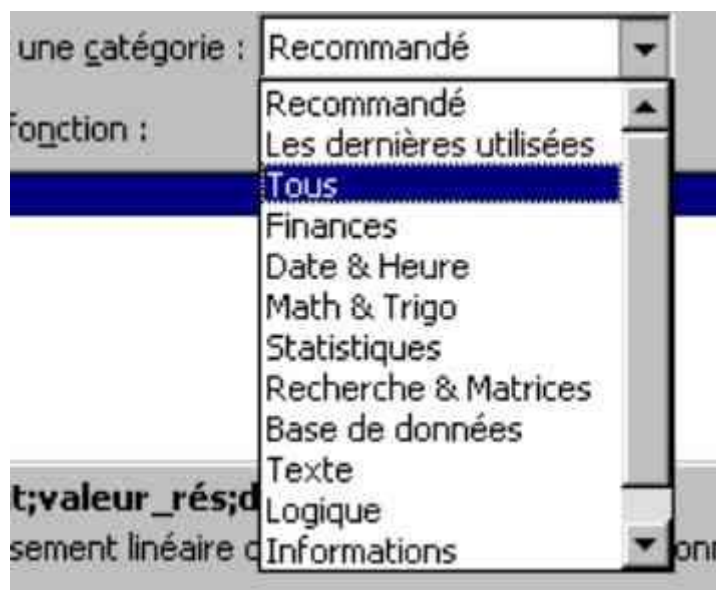 une catégorie : Recommandé
Recommandé
fonction :
Les dernières utilisées
Tous
Finances
Date & Heure
Math & Trigo
Statistiques
Recherche & Matrices
Base de données
Texte
t;valeur_rés;d
Logique
sement linéaire d
Informations
onn